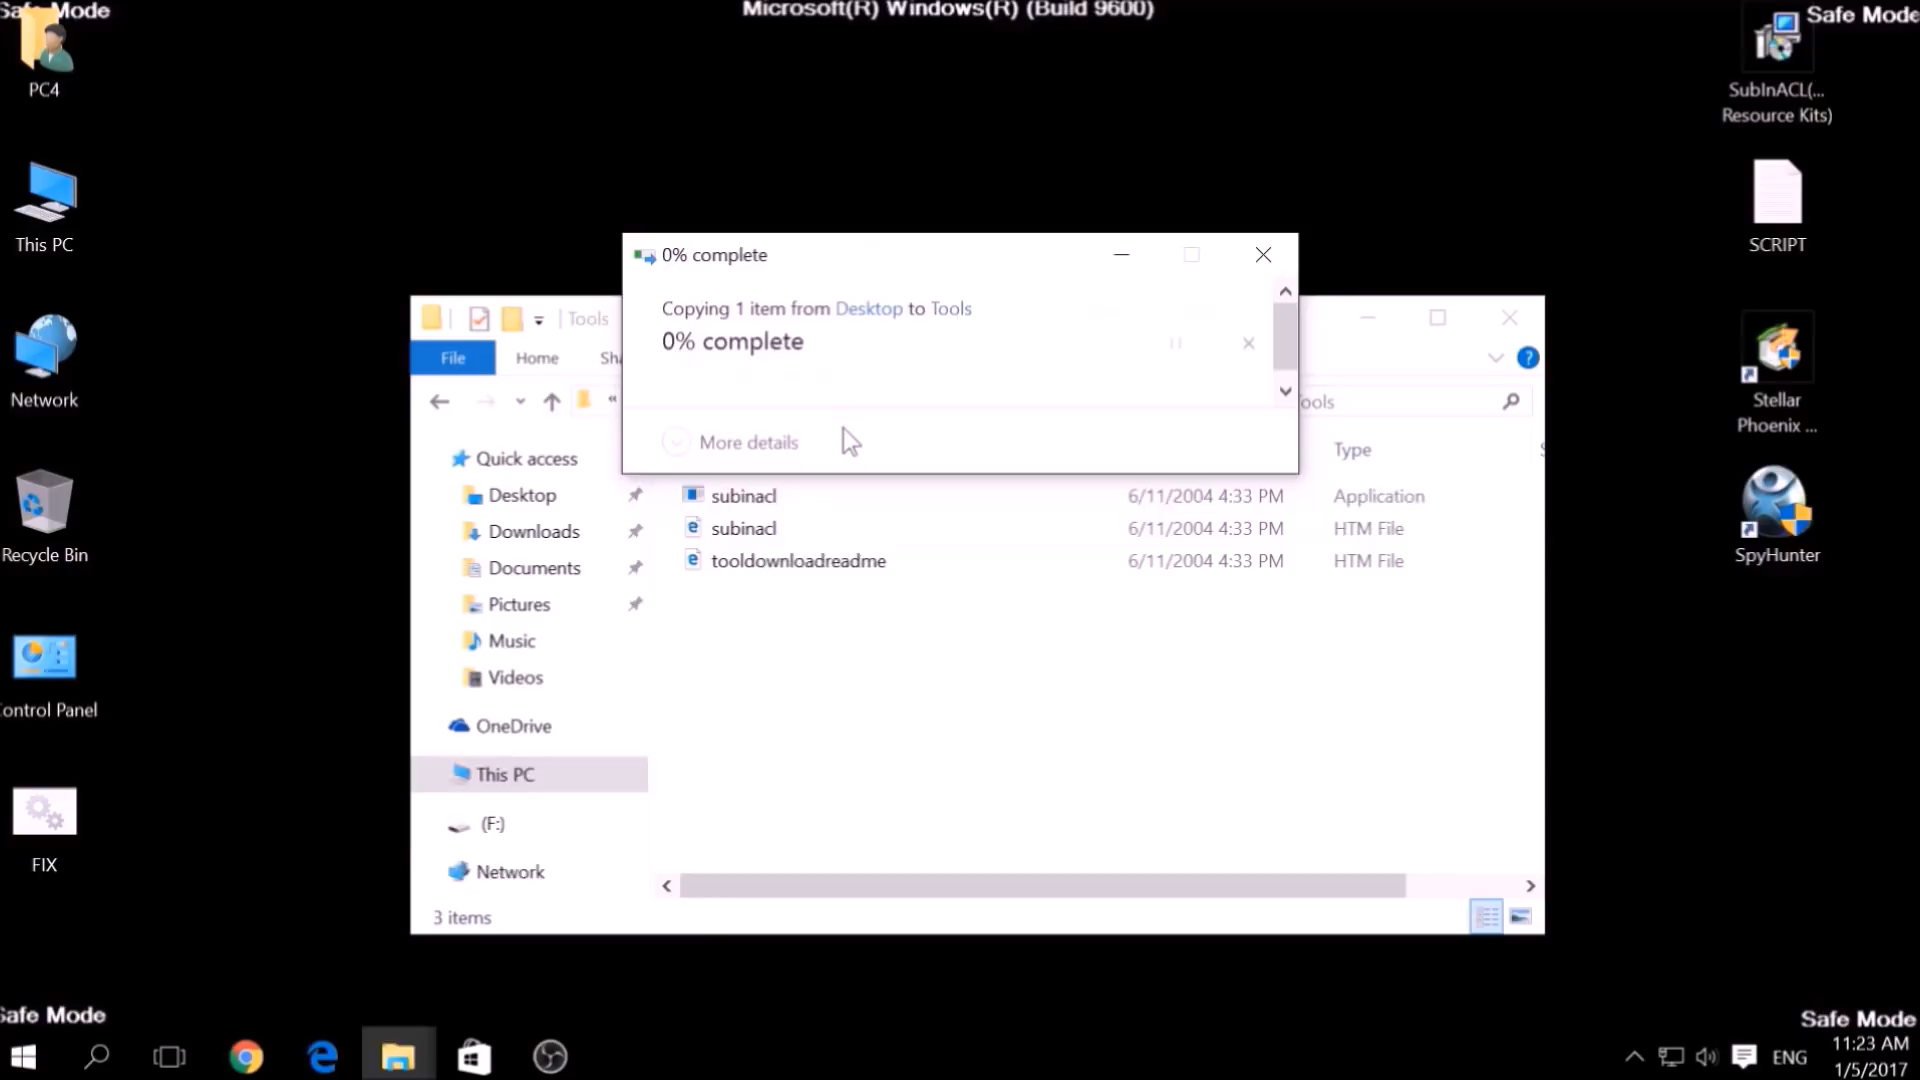 Safe Mode
Microsoft(R) Windows(R) (Build 9600)
Safe Mode
PC4
This PC
Network
Recycle Bin
ontrol Panel
FIX
SubInACL(...
Resource Kits)
SCRIPT
Stellar
Phoenix ...
SpyHunter
0% complete
Copying 1 item from Desktop to Tools
0% complete
More details
Tools
File
Home
Sha
ools
Type
Quick access
Desktop
Downloads
Documents
Pictures
Music
Videos
OneDrive
This PC
(F:)
Network
subinacl 6/11/2004 4:33 PM Application
subinacl 6/11/2004 4:33 PM HTM File
tooldownloadreadme 6/11/2004 4:33 PM HTM File
3 items
Safe Mode
Safe Mode
ENG
11:23 AM
1/5/2017